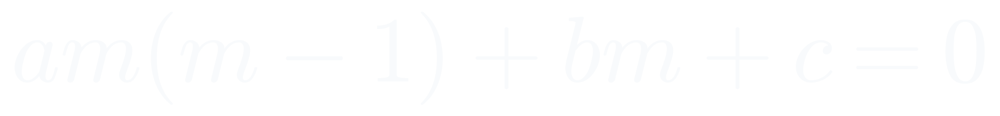 am(m − 1) + bm + c = 0